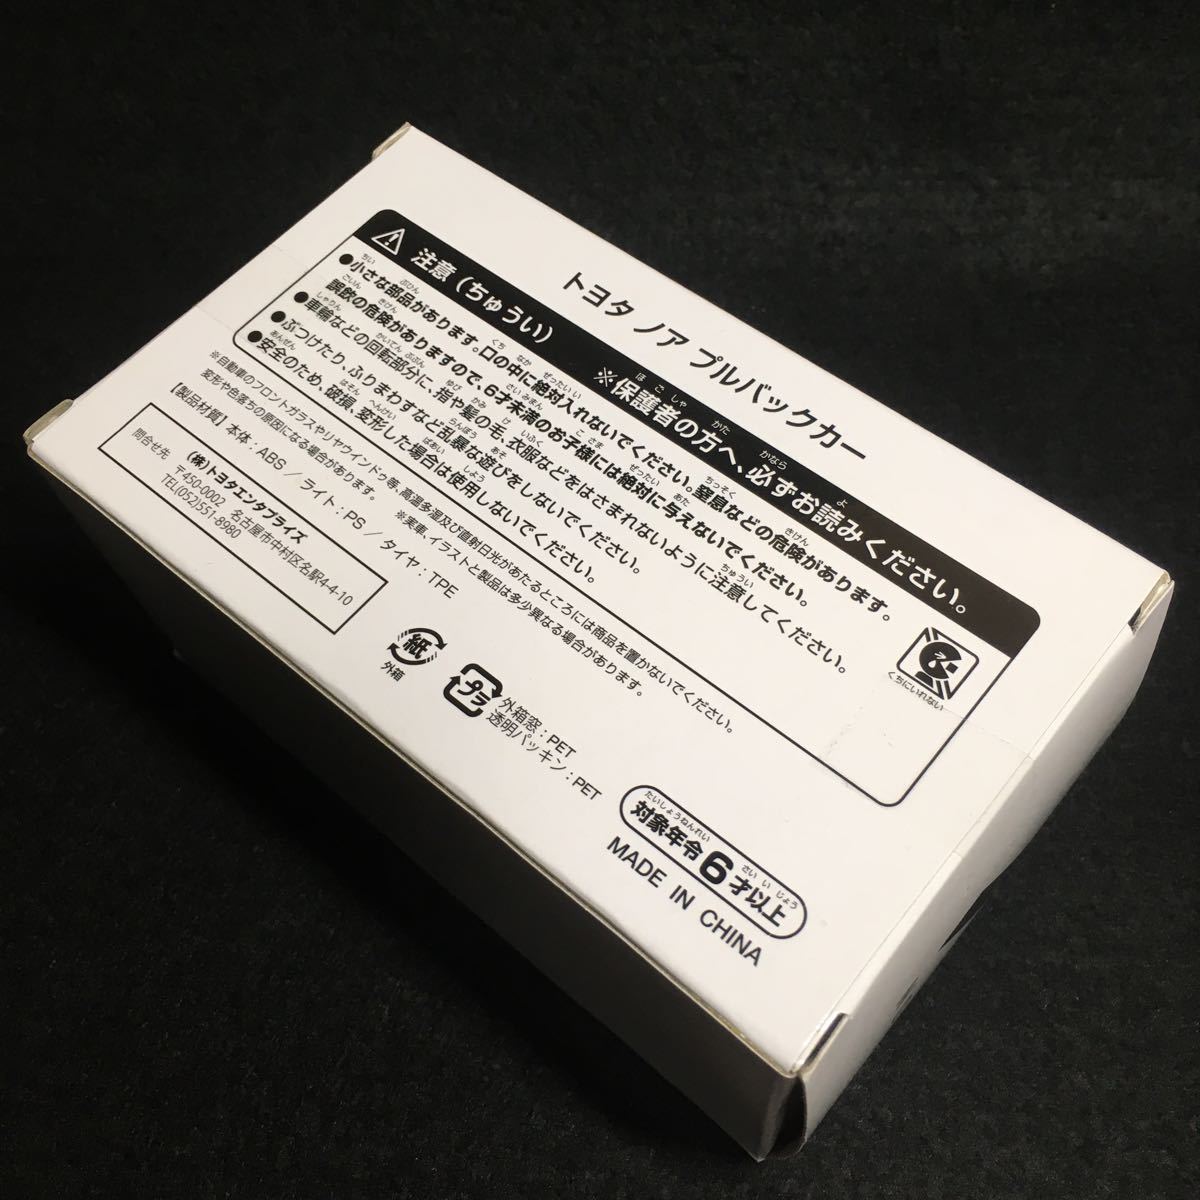 トヨタ ノア プルバックカー
⚠ 注意(ちゅうい) ※保護者の方へ、必ずお読みください。
●小さな部品があります。口の中に絶対入れないでください。窒息などの危険があります。
誤飲の危険がありますので、6才未満のお子様には絶対に与えないでください。
●車輪などの回転部分に、指や髪の毛、衣服などをはさまれないように注意してください。
●ぶつけたり、ふりまわすなど乱暴な遊びをしないでください。
●安全のため、破損、変形した場合は使用しないでください。
くちにいれない
※自動車のフロントガラスやリヤウインドウ等、高温多湿及び直射日光があたるところには商品を置かないでください。
変形や色落ちの原因になる場合があります。 ※実車、イラストと製品は多少異なる場合があります。
【製品材質】本体:ABS/ライト:PS/タイヤ:TPE
問合せ先 (株)トヨタエンタプライズ
〒450-0002 名古屋市中村区名駅4-4-10
TEL(052)551-8980
紙 外箱
プラ 外箱窓:PET
透明パッキン:PET
対象年令6才以上
MADE IN CHINA